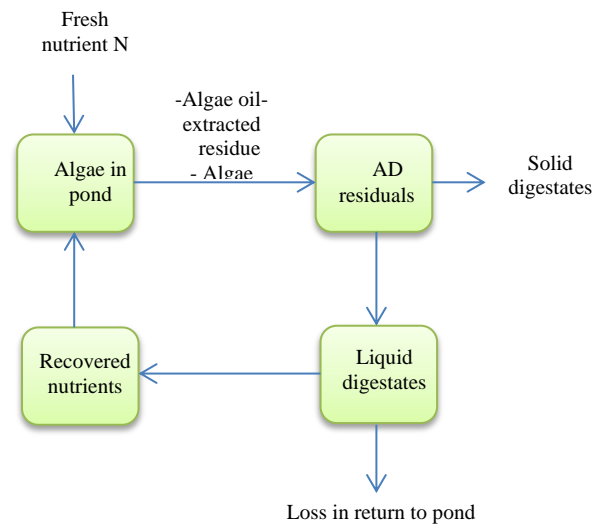 Fresh
nutrient N
-Algae oil-
extracted
residue
- Algae
Algae in
pond
AD
residuals
Solid
digestates
Recovered
nutrients
Liquid
digestates
Loss in return to pond